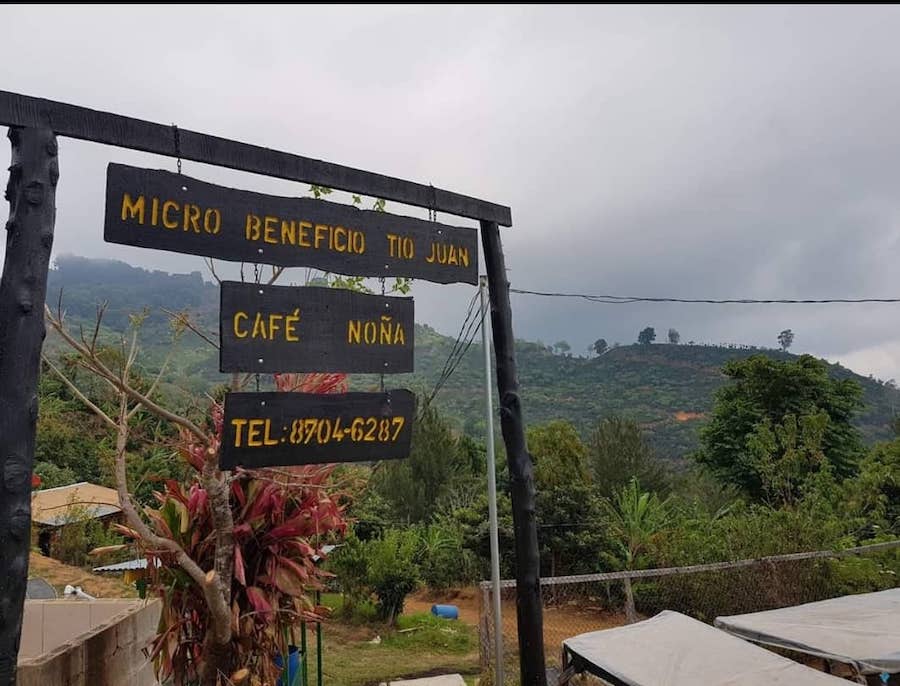 MICRO BENEFICIO TIO JUAN
CAFÉ NOÑA
TEL:8704-6287